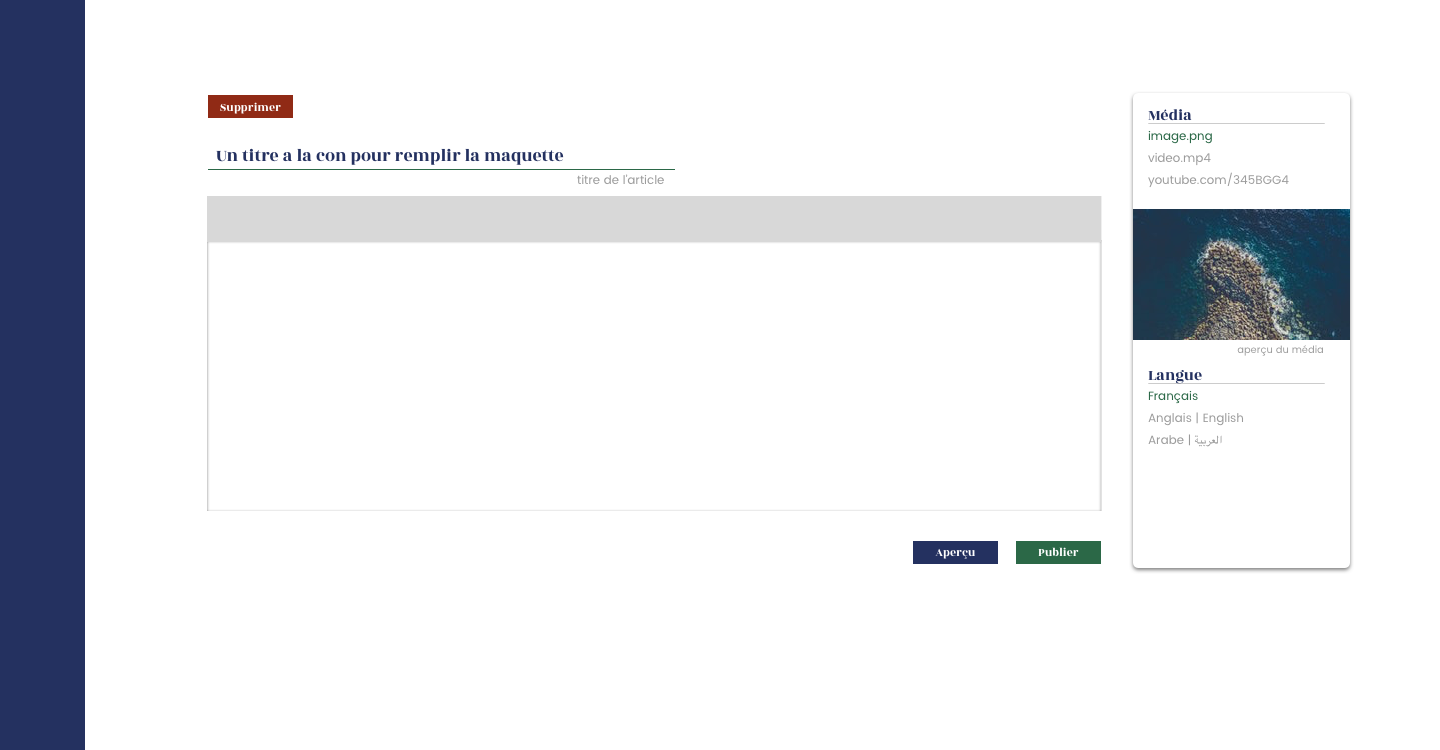 Supprimer
Un titre a la con pour remplir la maquette
titre de l'article
Aperçu
Publier
Média
image.png
video.mp4
youtube.com/345BGG4
aperçu du média
Langue
Français
Anglais | English
Arabe | العربية